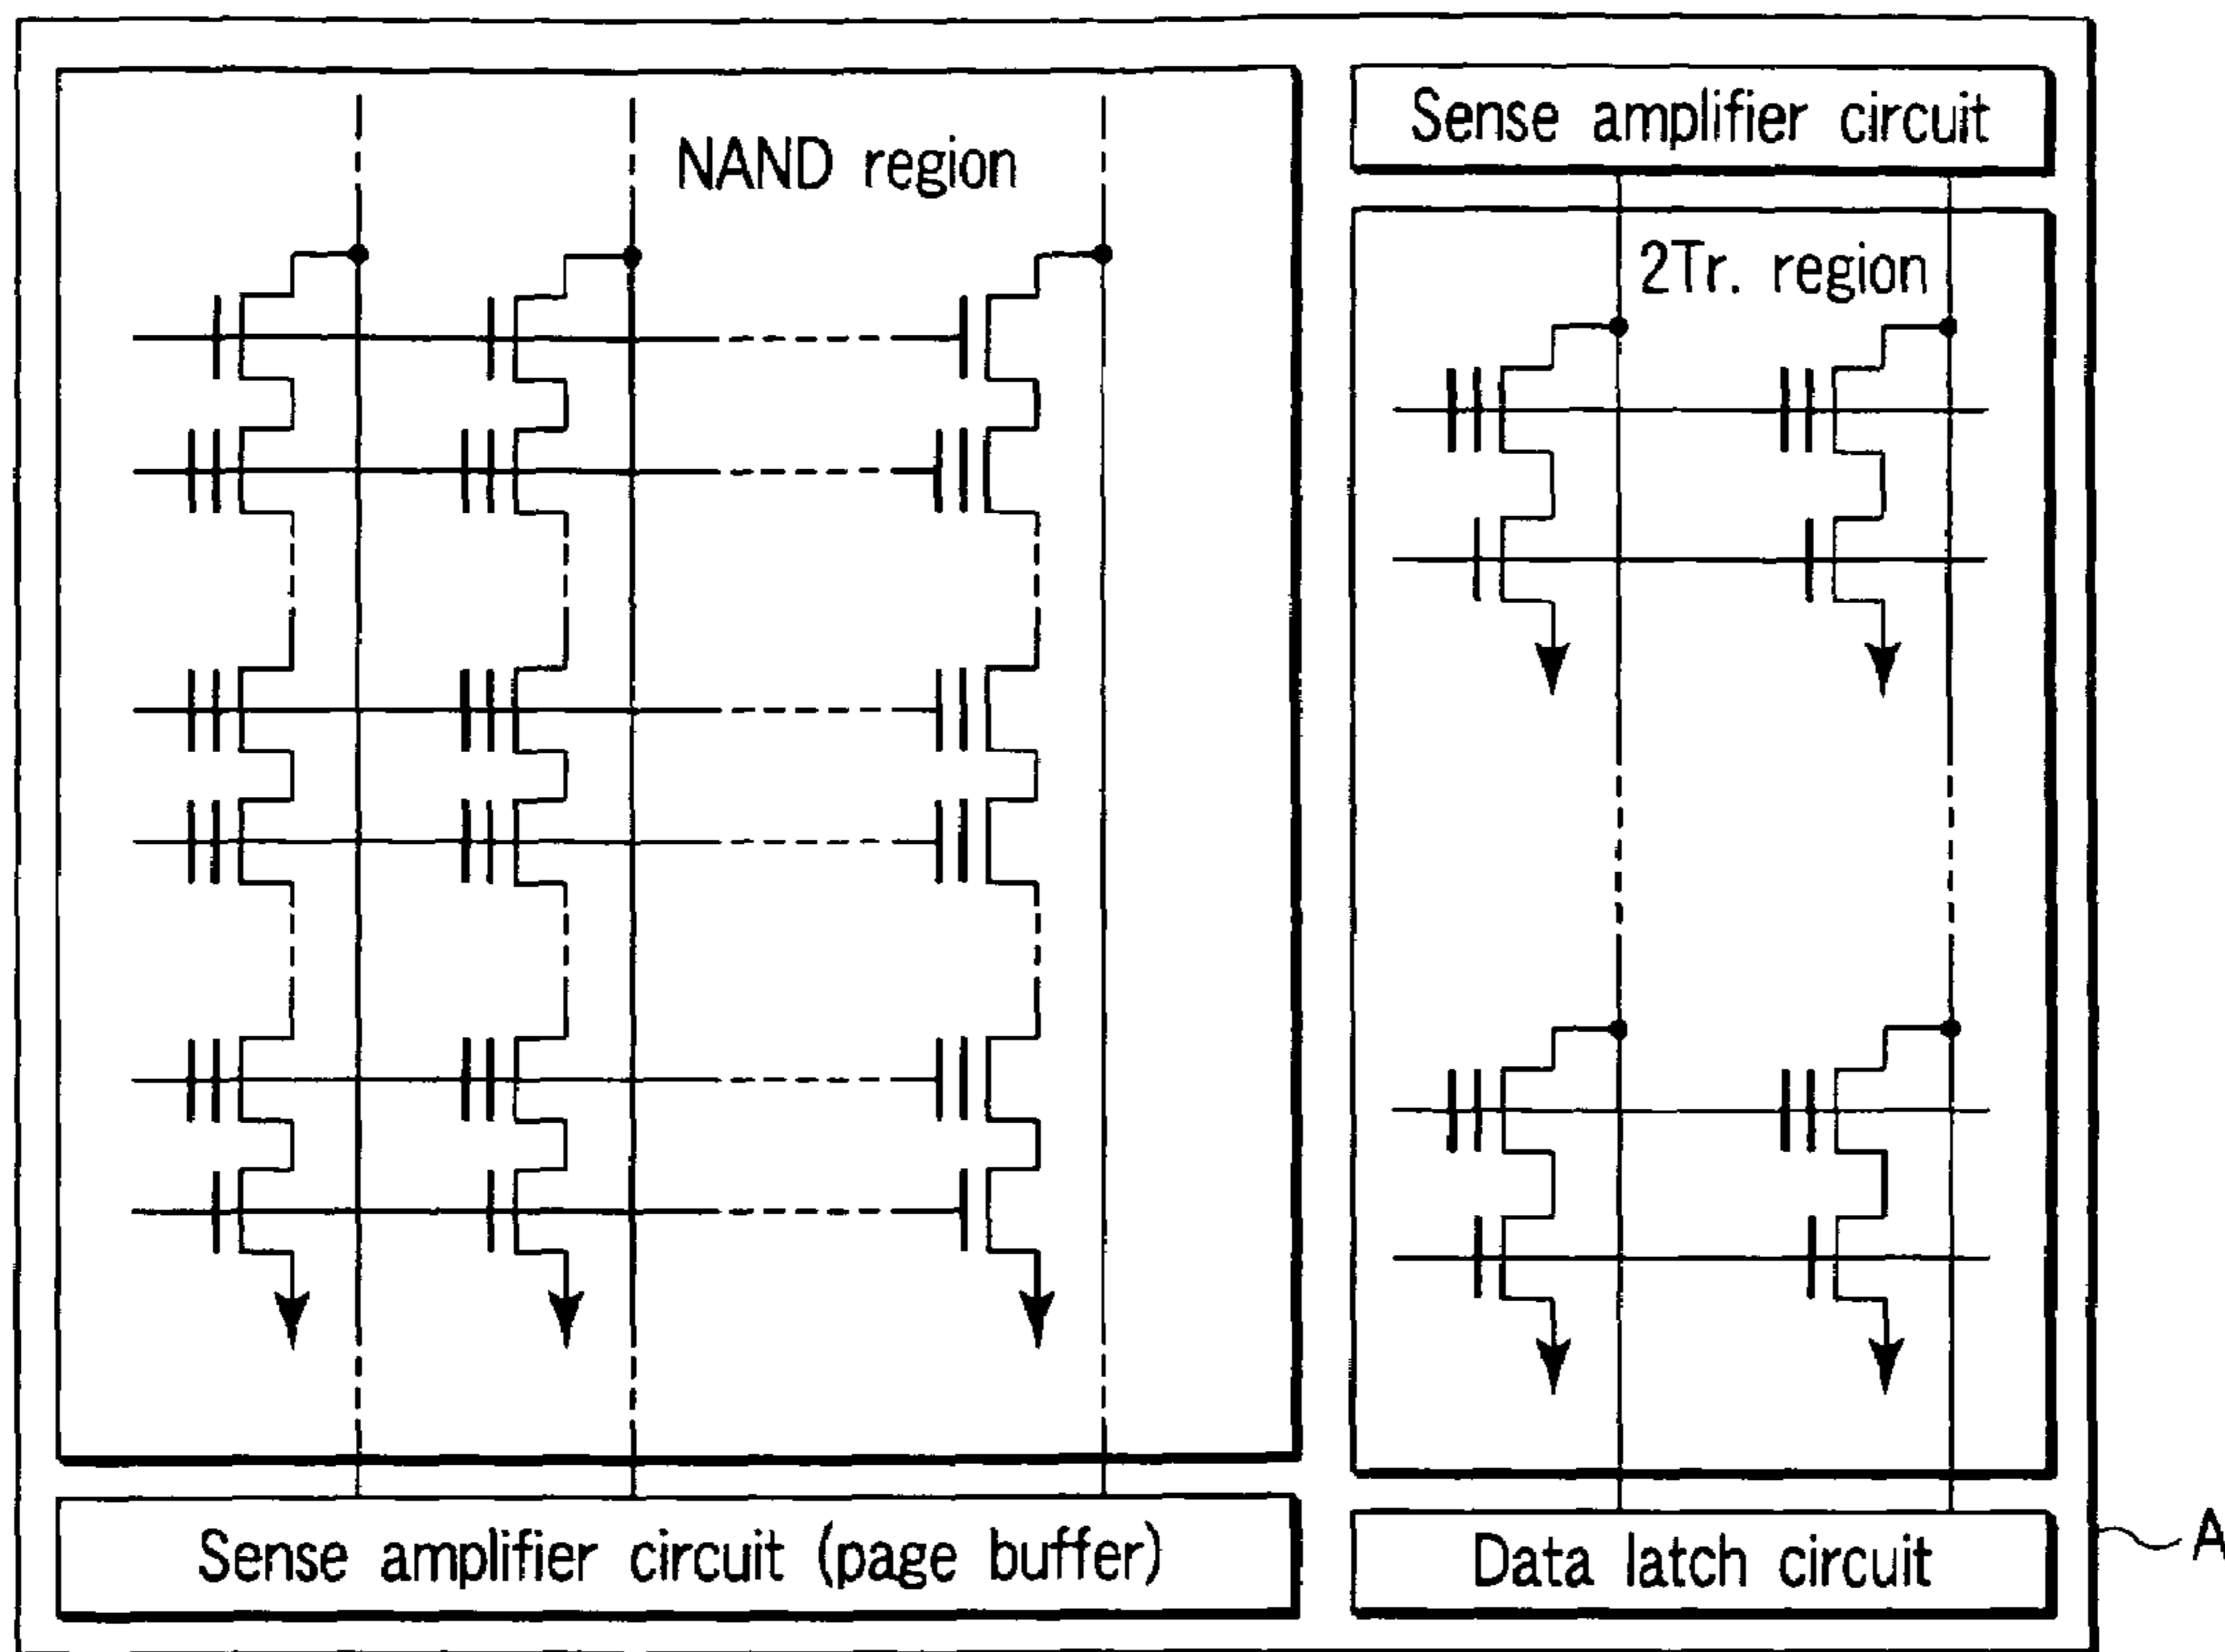 NAND region
Sense amplifier circuit
2Tr. region
Sense amplifier circuit (page buffer)
Data latch circuit
A